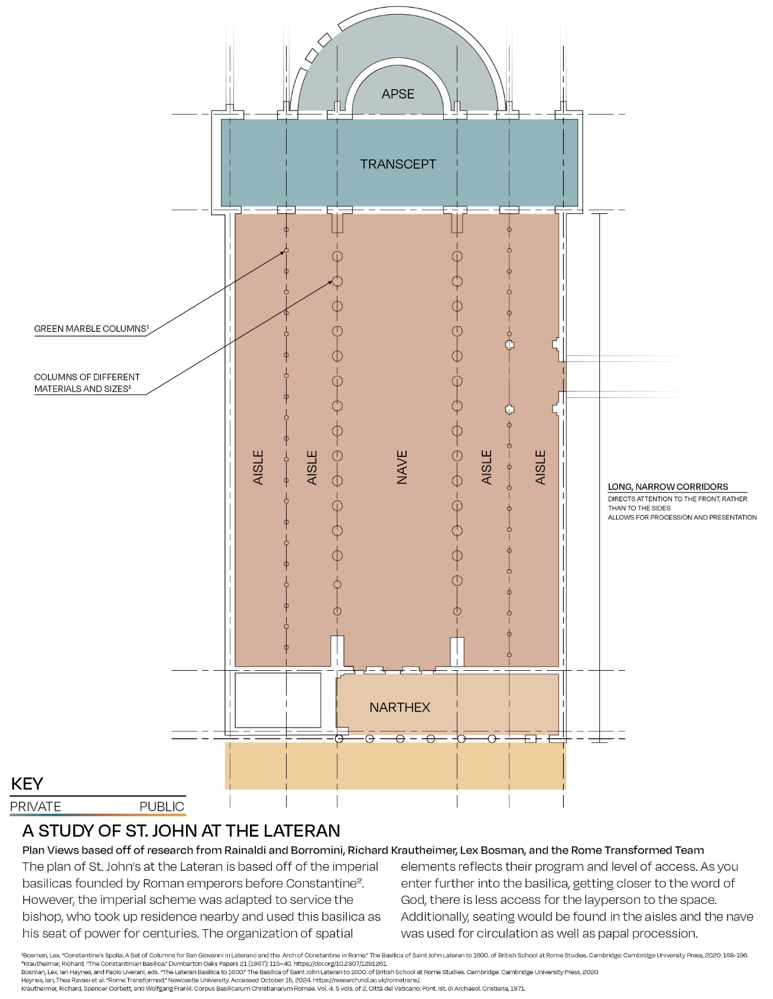 APSE
TRANSCEPT
GREEN MARBLE COLUMNS¹
COLUMNS OF DIFFERENT
MATERIALS AND SIZES¹
AISLE
AISLE
NAVE
AISLE
AISLE
LONG, NARROW CORRIDORS
DIRECTS ATTENTION TO THE FRONT, RATHER
THAN TO THE SIDES
ALLOWS FOR PROCESSION AND PRESENTATION
NARTHEX
KEY
PRIVATE PUBLIC
A STUDY OF ST. JOHN AT THE LATERAN
Plan Views based off of research from Rainaldi and Borromini, Richard Krautheimer, Lex Bosman, and the Rome Transformed Team
The plan of St. John's at the Lateran is based off of the imperial
basilicas founded by Roman emperors before Constantine².
However, the imperial scheme was adapted to service the
bishop, who took up residence nearby and used this basilica as
his seat of power for centuries. The organization of spatial
elements reflects their program and level of access. As you
enter further into the basilica, getting closer to the word of
God, there is less access for the layperson to the space.
Additionally, seating would be found in the aisles and the nave
was used for circulation as well as papal procession.
¹Bosman, Lex. "Constantine's Spolia: A Set of Columns for San Giovanni in Laterano and the Arch of Constantine in Rome." The Basilica of Saint John Lateran to 1600. of British School at Rome Studies. Cambridge: Cambridge University Press, 2020: 168-196.
²Krautheimer, Richard. "The Constantinian Basilica." Dumbarton Oaks Papers 21 (1967): 115–40. https://doi.org/10.2307/1291261.
Bosman, Lex, Ian Haynes, and Paolo Liverani, eds. "The Lateran Basilica to 1600." The Basilica of Saint John Lateran to 1600. of British School at Rome Studies. Cambridge: Cambridge University Press, 2020
Haynes, Ian, Thea Ravasi et al. "Rome Transformed." Newcastle University. Accessed October 15, 2024. https://research.ncl.ac.uk/rometrans/.
Krautheimer, Richard, Spencer Corbett, and Wolfgang Frankl. Corpus Basilicarum Christianarum Romae. Vol. 4. 5 vols. of 2. Città del Vaticano: Pont. Ist. di Archaeol. Cristiana, 1971.